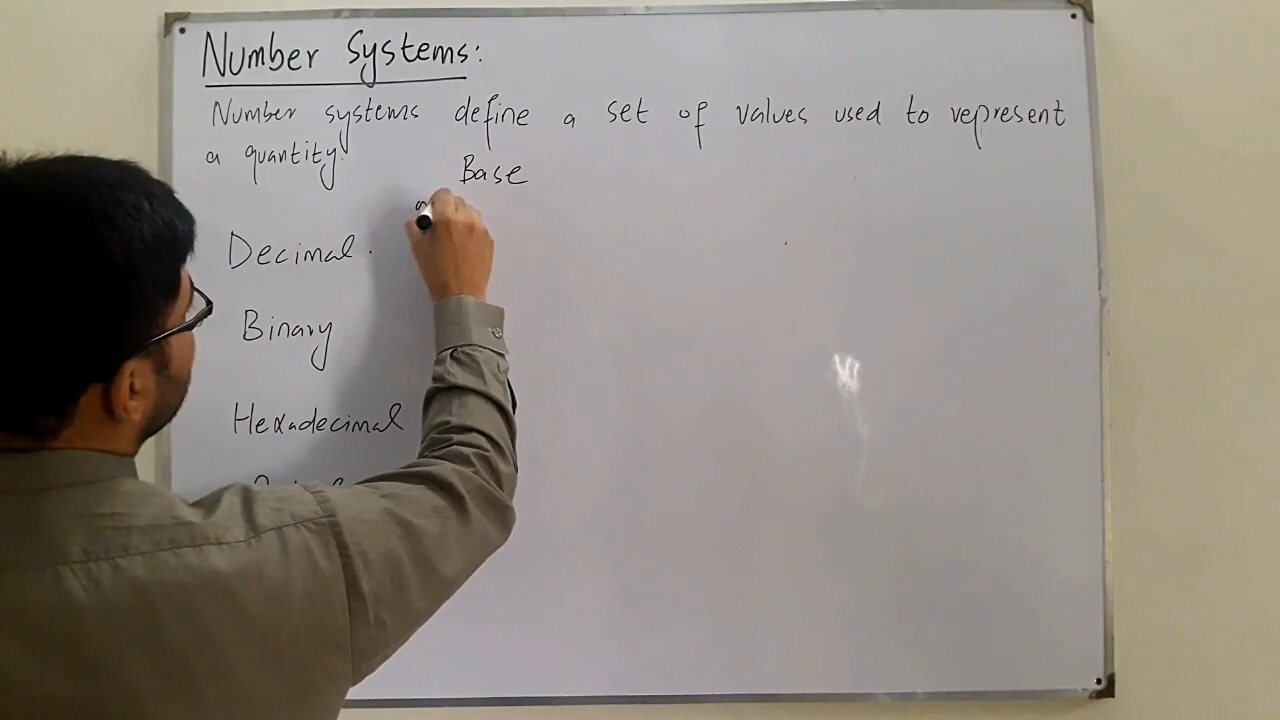 Number Systems:
Number systems define a set of values used to represent
a quantity.
Base
Decimal
Binary
Hexadecimal